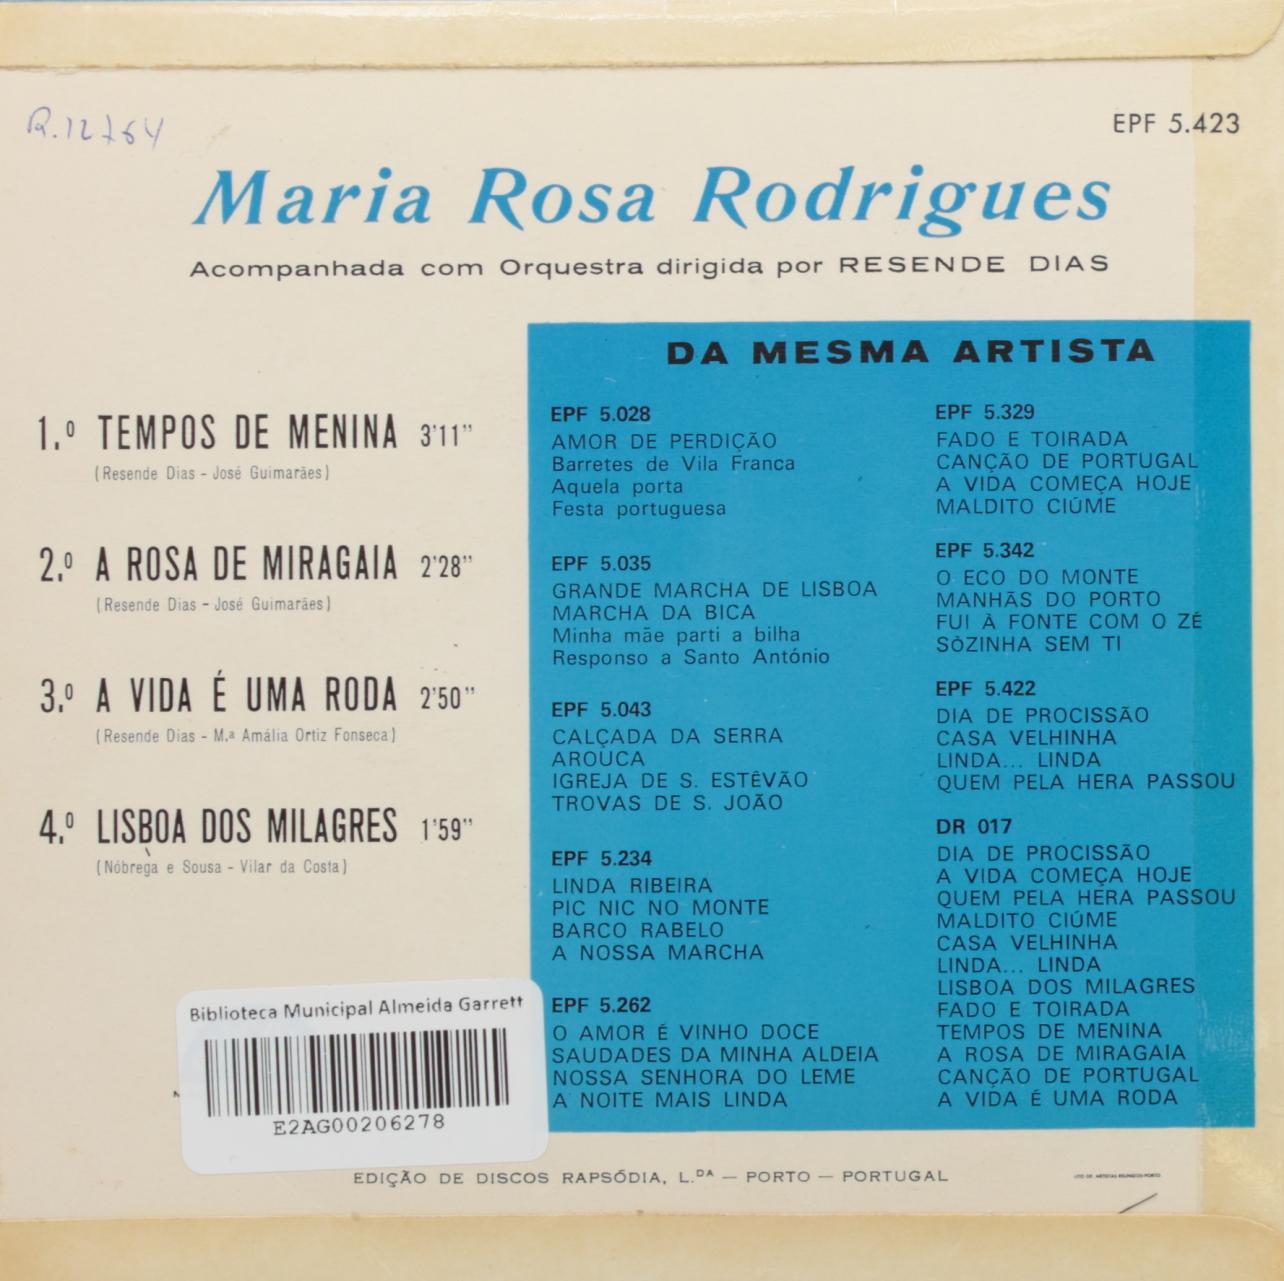 R.12764
EPF 5.423
Maria Rosa Rodrigues
Acompanhada com Orquestra dirigida por RESENDE DIAS
1.º TEMPOS DE MENINA 3'11''
(Resende Dias - José Guimarães)
2.º A ROSA DE MIRAGAIA 2'28''
(Resende Dias - José Guimarães)
3.º A VIDA É UMA RODA 2'50''
(Resende Dias - M.ª Amália Ortiz Fonseca)
4.º LISBOA DOS MILAGRES 1'59''
(Nóbrega e Sousa - Vilar da Costa)
DA MESMA ARTISTA
EPF 5.028
AMOR DE PERDIÇÃO
Barretes de Vila Franca
Aquela porta
Festa portuguesa
EPF 5.035
GRANDE MARCHA DE LISBOA
MARCHA DA BICA
Minha mãe parti a bilha
Responso a Santo António
EPF 5.043
CALÇADA DA SERRA
AROUCA
IGREJA DE S. ESTÊVÃO
TROVAS DE S. JOÃO
EPF 5.234
LINDA RIBEIRA
PIC NIC NO MONTE
BARCO RABELO
A NOSSA MARCHA
EPF 5.262
O AMOR É VINHO DOCE
SAUDADES DA MINHA ALDEIA
NOSSA SENHORA DO LEME
A NOITE MAIS LINDA
EPF 5.329
FADO E TOIRADA
CANÇÃO DE PORTUGAL
A VIDA COMEÇA HOJE
MALDITO CIÚME
EPF 5.342
O ECO DO MONTE
MANHÃS DO PORTO
FUI À FONTE COM O ZÉ
SÒZINHA SEM TI
EPF 5.422
DIA DE PROCISSÃO
CASA VELHINHA
LINDA... LINDA
QUEM PELA HERA PASSOU
DR 017
DIA DE PROCISSÃO
A VIDA COMEÇA HOJE
QUEM PELA HERA PASSOU
MALDITO CIÚME
CASA VELHINHA
LINDA... LINDA
LISBOA DOS MILAGRES
FADO E TOIRADA
TEMPOS DE MENINA
A ROSA DE MIRAGAIA
CANÇÃO DE PORTUGAL
A VIDA É UMA RODA
Biblioteca Municipal Almeida Garrett
E2AG00206278
EDIÇÃO DE DISCOS RAPSÓDIA, L.DA — PORTO — PORTUGAL
LITO DE ARTISTAS REUNIDOS-PORTO